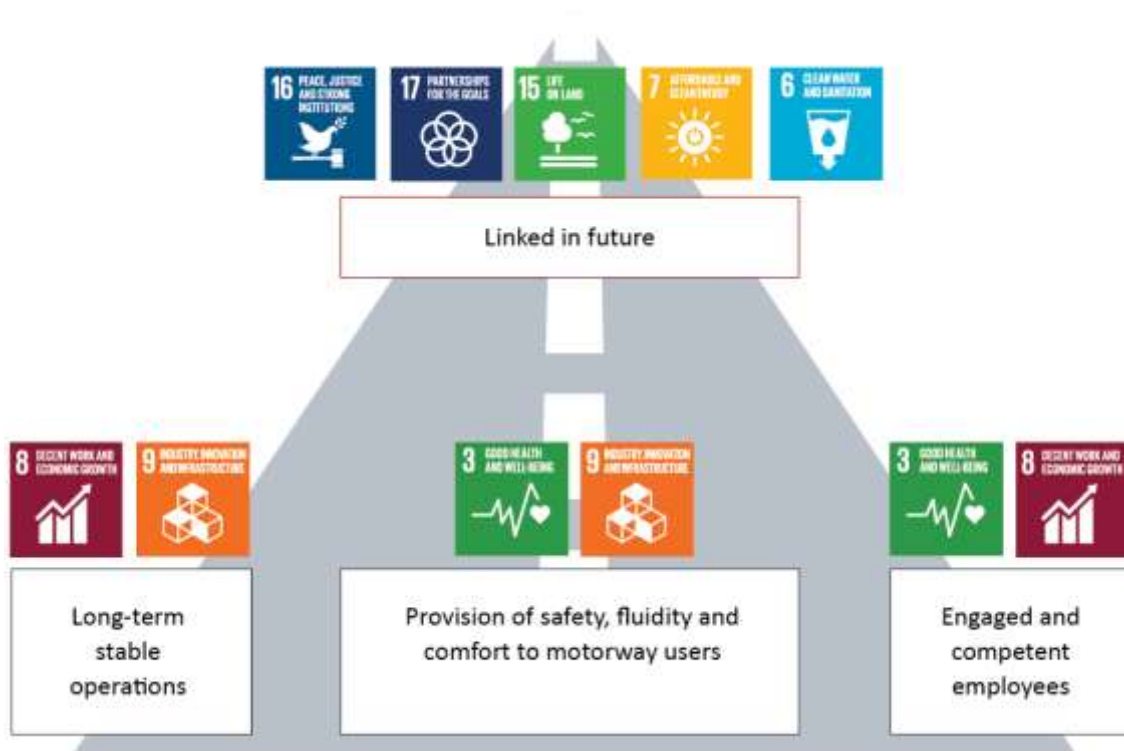 16 PEACE, JUSTICE
AND STRONG
INSTITUTIONS
17 PARTNERSHIPS
FOR THE GOALS
15 LIFE
ON LAND
7 AFFORDABLE AND
CLEAN ENERGY
6 CLEAN WATER
AND SANITATION
Linked in future
8 DECENT WORK AND
ECONOMIC GROWTH
9 INDUSTRY, INNOVATION
AND INFRASTRUCTURE
3 GOOD HEALTH
AND WELL-BEING
9 INDUSTRY, INNOVATION
AND INFRASTRUCTURE
3 GOOD HEALTH
AND WELL-BEING
8 DECENT WORK AND
ECONOMIC GROWTH
Long-term
stable
operations
Provision of safety, fluidity and
comfort to motorway users
Engaged and
competent
employees